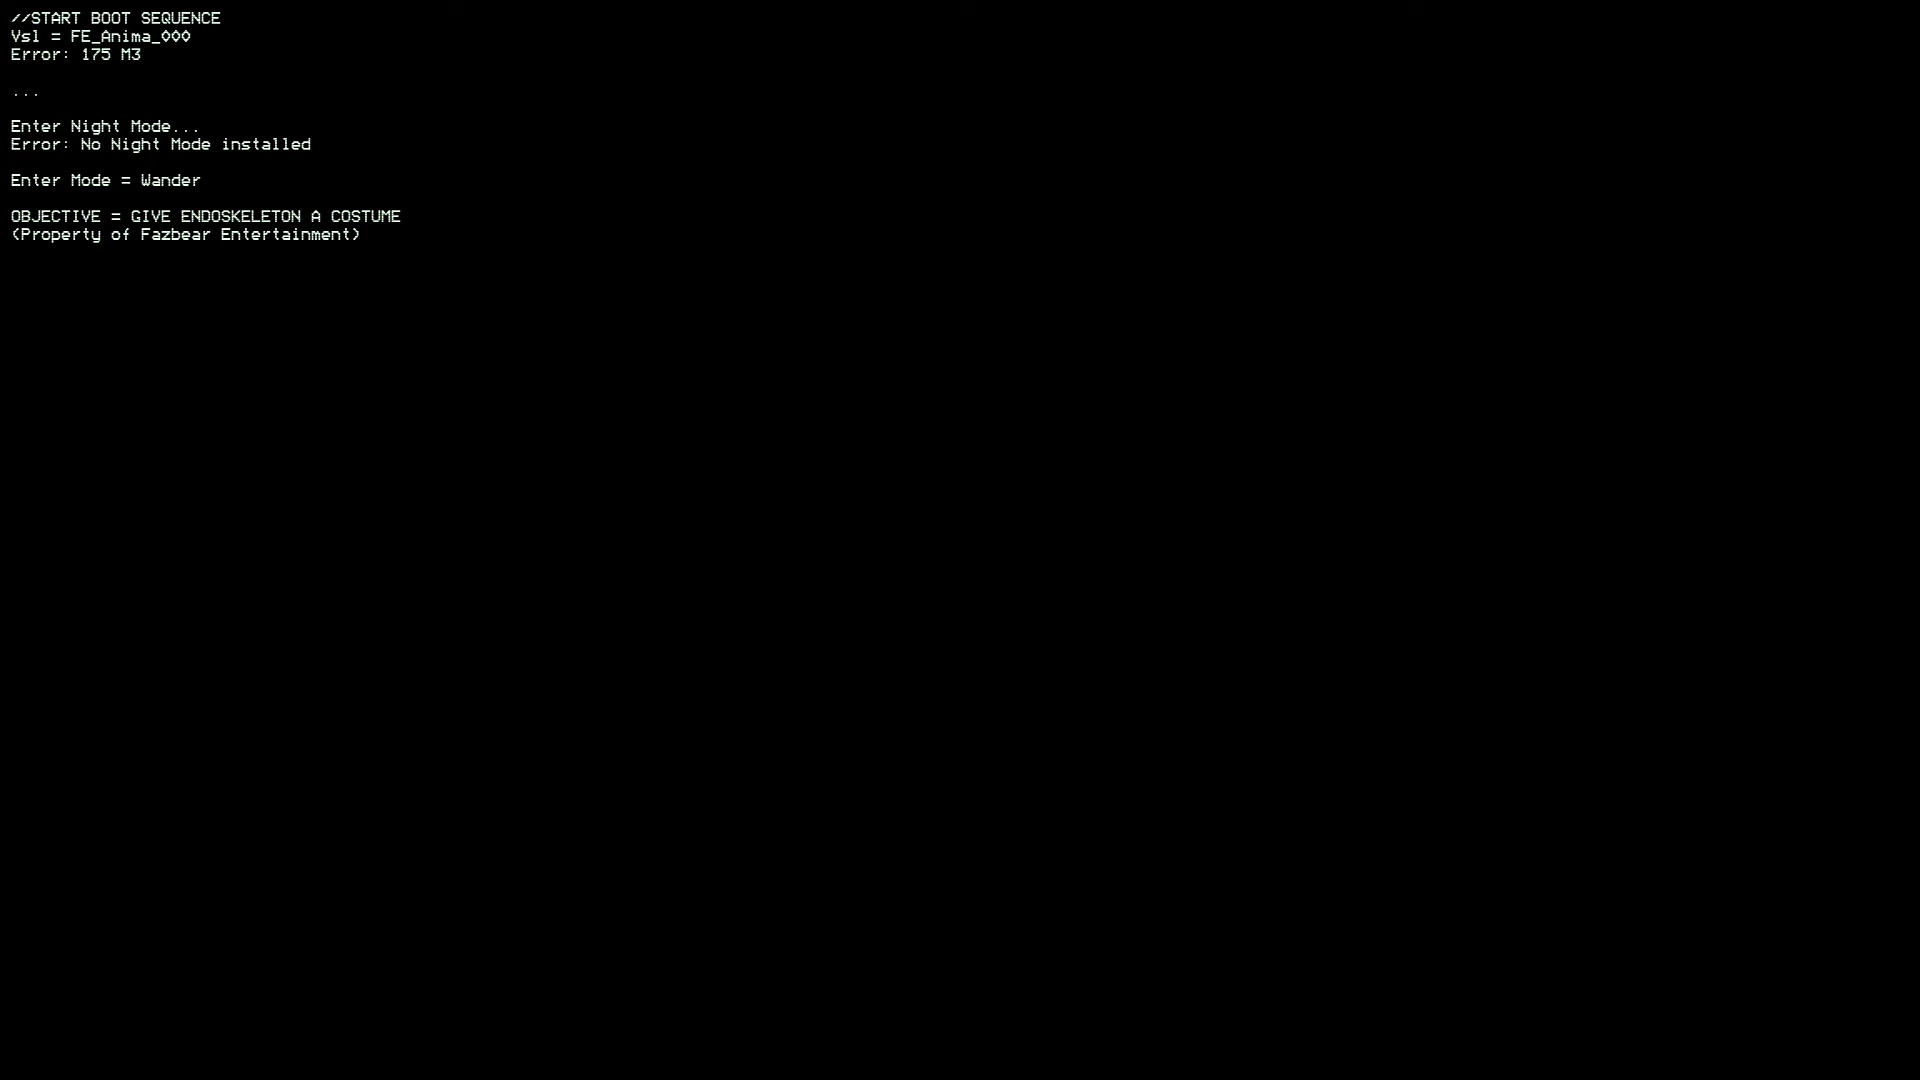 //START BOOT SEQUENCE
Vsl = FE_Anima_000
Error: 175 M3
...
Enter Night Mode...
Error: No Night Mode installed
Enter Mode = Wander
OBJECTIVE = GIVE ENDOSKELETON A COSTUME
(Property of Fazbear Entertainment)